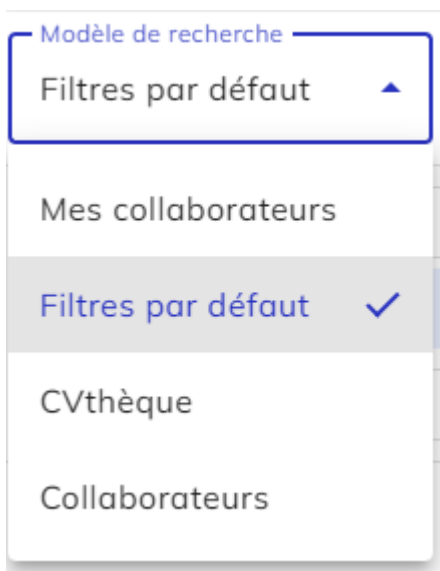 Modèle de recherche
Filtres par défaut
Mes collaborateurs
Filtres par défaut
CVthèque
Collaborateurs